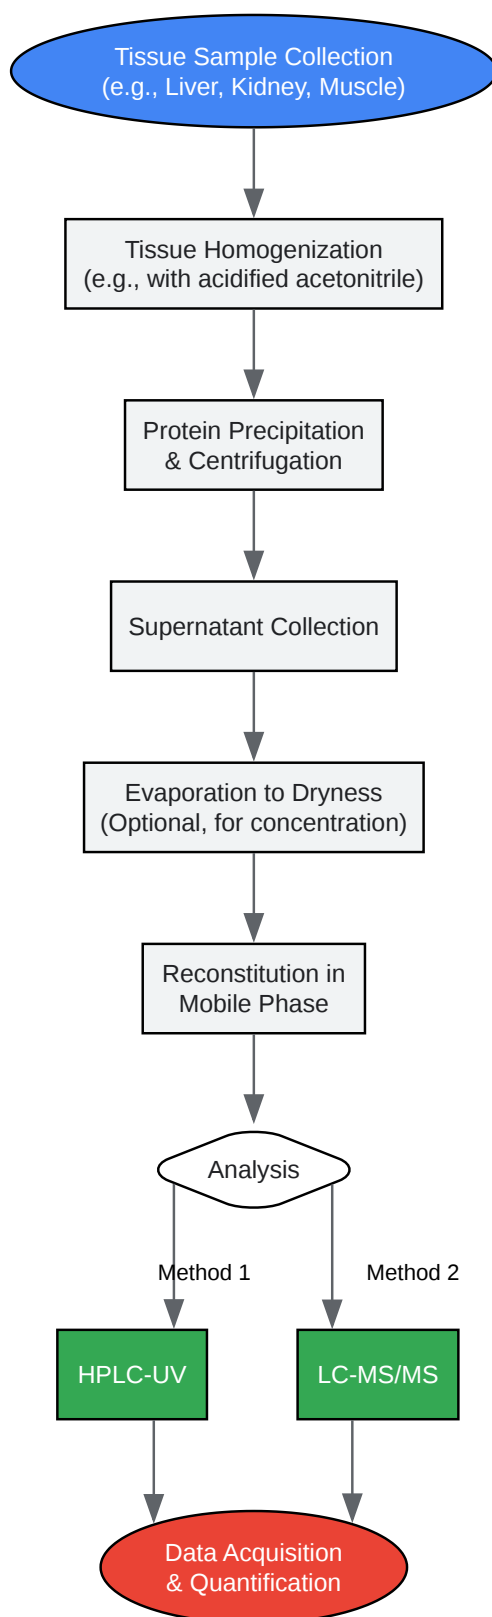 Tissue Sample Collection
(e.g., Liver, Kidney, Muscle)
Tissue Homogenization
(e.g., with acidified acetonitrile)
Protein Precipitation
& Centrifugation
Supernatant Collection
Evaporation to Dryness
(Optional, for concentration)
Reconstitution in
Mobile Phase
Analysis
Method 1
Method 2
HPLC-UV
LC-MS/MS
Data Acquisition
& Quantification